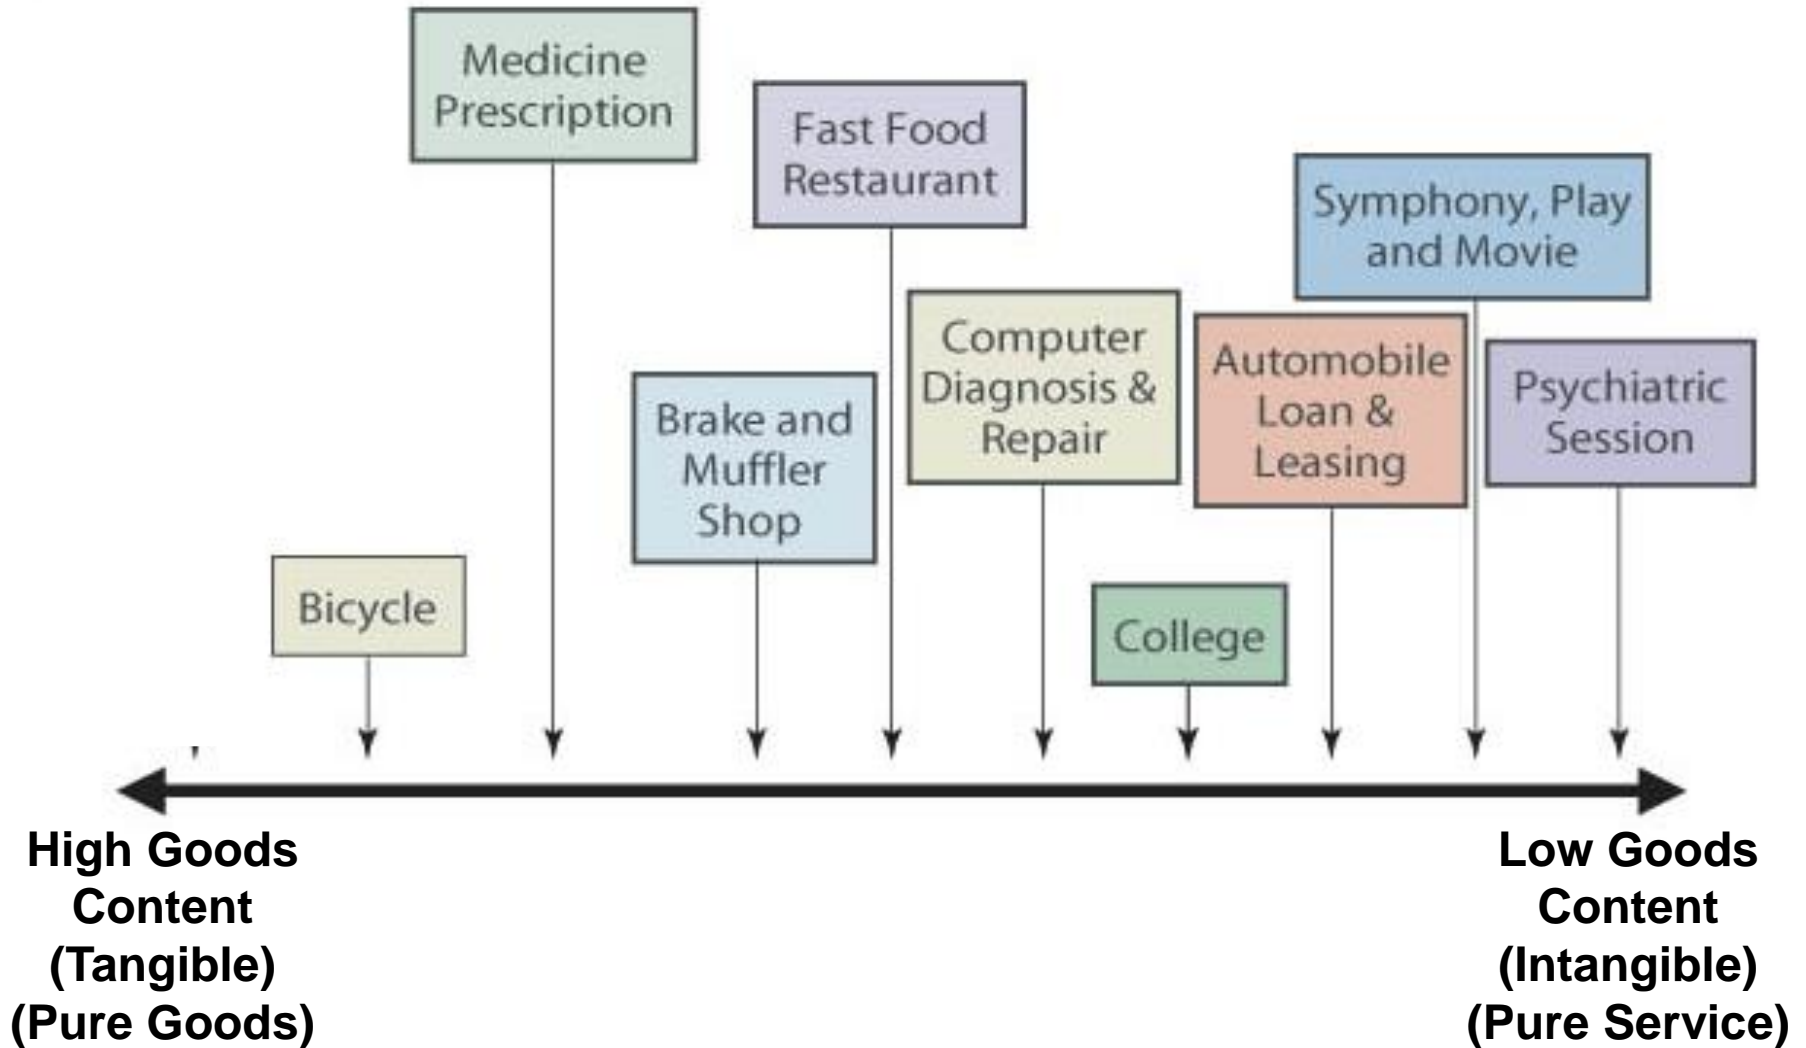 Medicine
Prescription
Fast Food
Restaurant
Symphony, Play
and Movie
Computer
Diagnosis &
Repair
Automobile
Loan &
Leasing
Psychiatric
Session
Brake and
Muffler
Shop
Bicycle
College
High Goods
Content
(Tangible)
(Pure Goods)
Low Goods
Content
(Intangible)
(Pure Service)